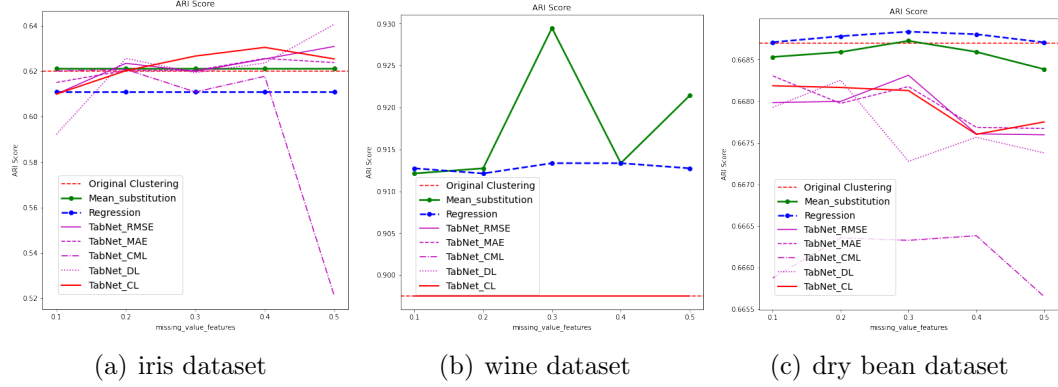 ARI Score
0.64
0.62
0.60
0.58
0.56
0.54
0.52
ARI Score
Original Clustering
Mean_substitution
Regression
TabNet_RMSE
TabNet_MAE
TabNet_CML
TabNet_DL
TabNet_CL
0.1 0.2 0.3 0.4 0.5
missing_value_features
(a) iris dataset
ARI Score
0.930
0.925
0.920
0.915
0.910
0.905
0.900
ARI Score
Original Clustering
Mean_substitution
Regression
TabNet_RMSE
TabNet_MAE
TabNet_CML
TabNet_DL
TabNet_CL
0.1 0.2 0.3 0.4 0.5
missing_value_features
(b) wine dataset
ARI Score
0.6685
0.6680
0.6675
0.6670
0.6665
0.6660
0.6655
ARI Score
Original Clustering
Mean_substitution
Regression
TabNet_RMSE
TabNet_MAE
TabNet_CML
TabNet_DL
TabNet_CL
0.1 0.2 0.3 0.4 0.5
missing_value_features
(c) dry bean dataset